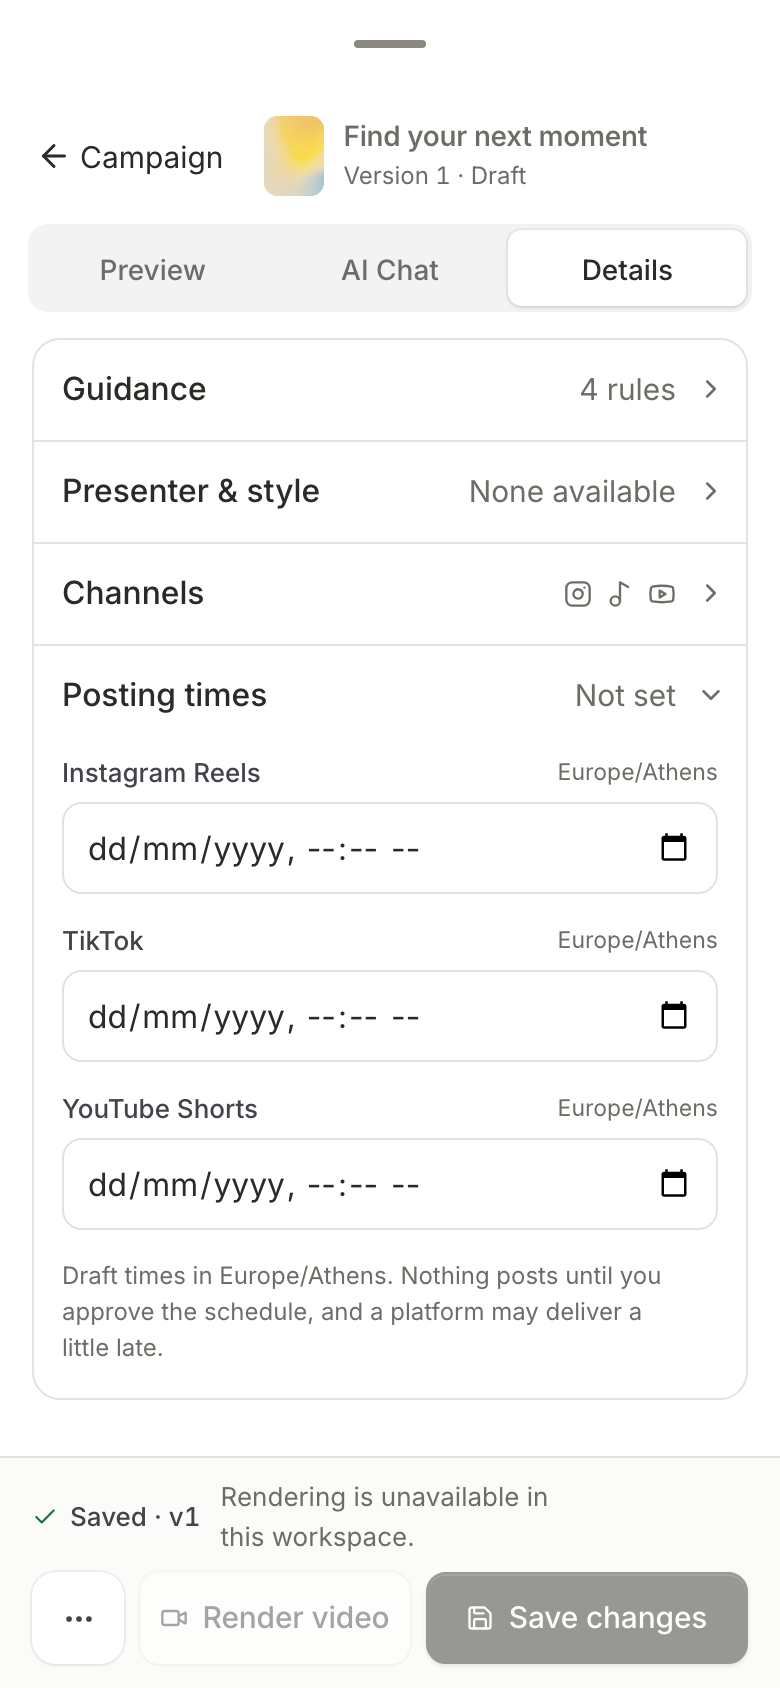 Campaign
Find your next moment
Version 1 · Draft
Preview
AI Chat
Details
Guidance
4 rules
Presenter & style
None available
Channels
Posting times
Not set
Instagram Reels
Europe/Athens
dd/mm/yyyy, --:-- --
TikTok
Europe/Athens
dd/mm/yyyy, --:-- --
YouTube Shorts
Europe/Athens
dd/mm/yyyy, --:-- --
Draft times in Europe/Athens. Nothing posts until you
approve the schedule, and a platform may deliver a
little late.
Saved · v1
Rendering is unavailable in
this workspace.
Render video
Save changes